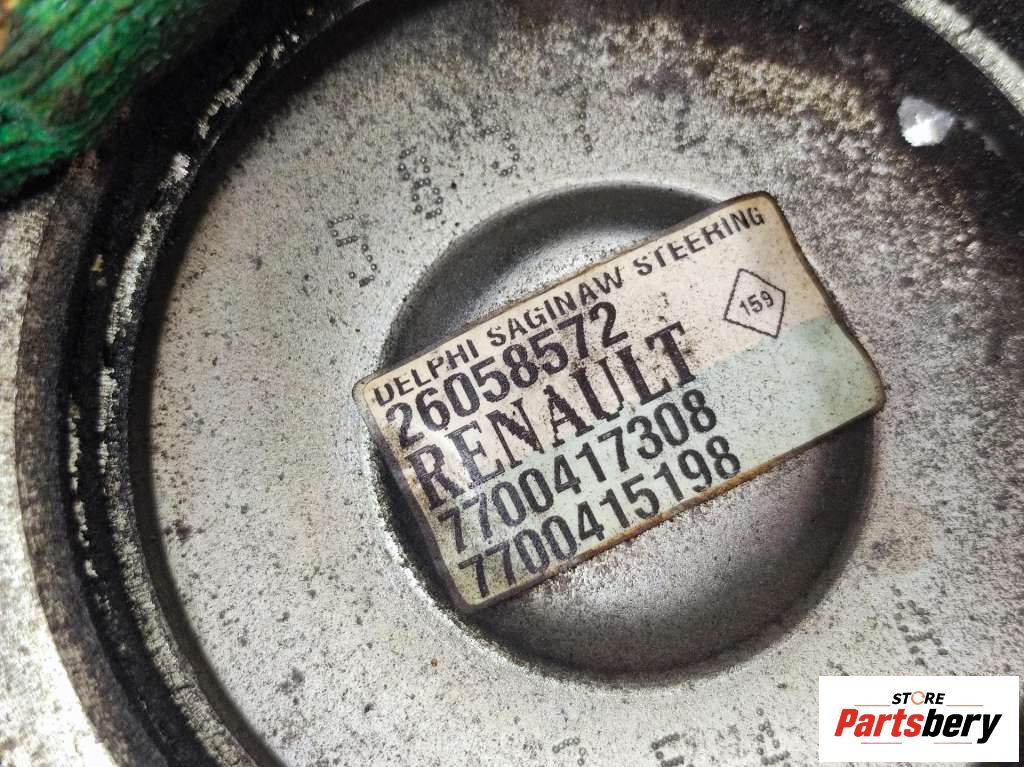 DELPHI SAGINAW STEERING
26058572
159
RENAULT
7700417308
7700415198
STORE
Partsbery